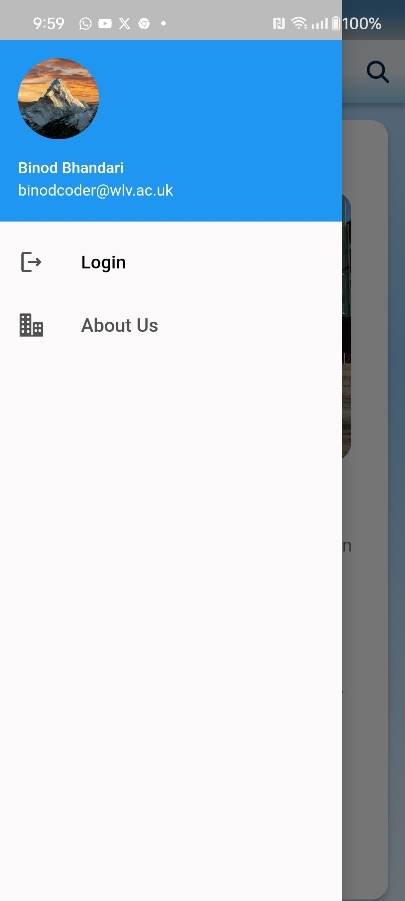 9:59
100%
Binod Bhandari
binodcoder@wlv.ac.uk
Login
About Us
n